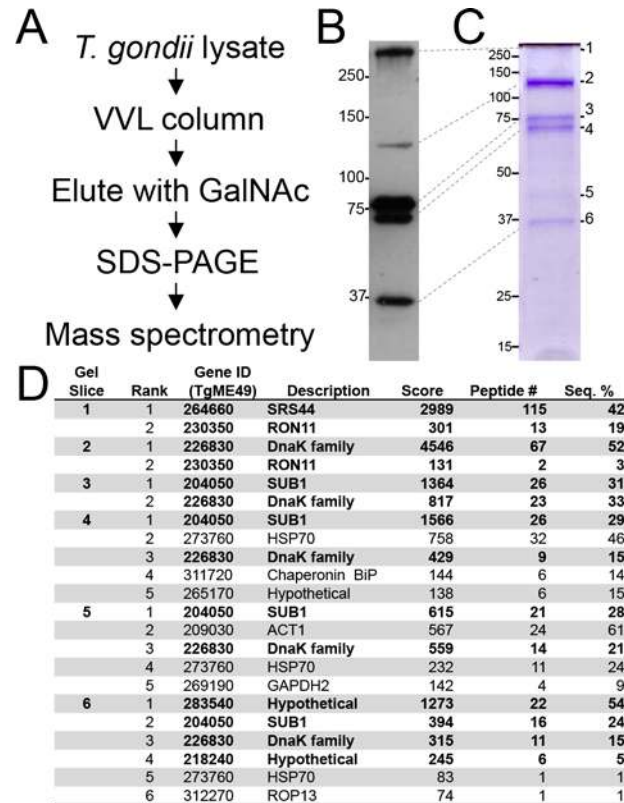 A
T. gondii lysate
VVL column
Elute with GalNAc
SDS-PAGE
Mass spectrometry
B
250
150
100
75
37
C
250
150
100
75
50
37
25
15
1
2
3
4
5
6
D
Gel Slice Rank Gene ID (TgME49) Description Score Peptide # Seq. %
1 1 264660 SRS44 2989 115 42
2 230350 RON11 301 13 19
2 1 226830 DnaK family 4546 67 52
2 230350 RON11 131 2 3
3 1 204050 SUB1 1364 26 31
2 226830 DnaK family 817 23 33
4 1 204050 SUB1 1566 26 29
2 273760 HSP70 758 32 46
3 226830 DnaK family 429 9 15
4 311720 Chaperonin BiP 144 6 14
5 265170 Hypothetical 138 6 15
5 1 204050 SUB1 615 21 28
2 209030 ACT1 567 24 61
3 226830 DnaK family 559 14 21
4 273760 HSP70 232 11 24
5 269190 GAPDH2 142 4 9
6 1 283540 Hypothetical 1273 22 54
2 204050 SUB1 394 16 24
3 226830 DnaK family 315 11 15
4 218240 Hypothetical 245 6 5
5 273760 HSP70 83 1 1
6 312270 ROP13 74 1 1